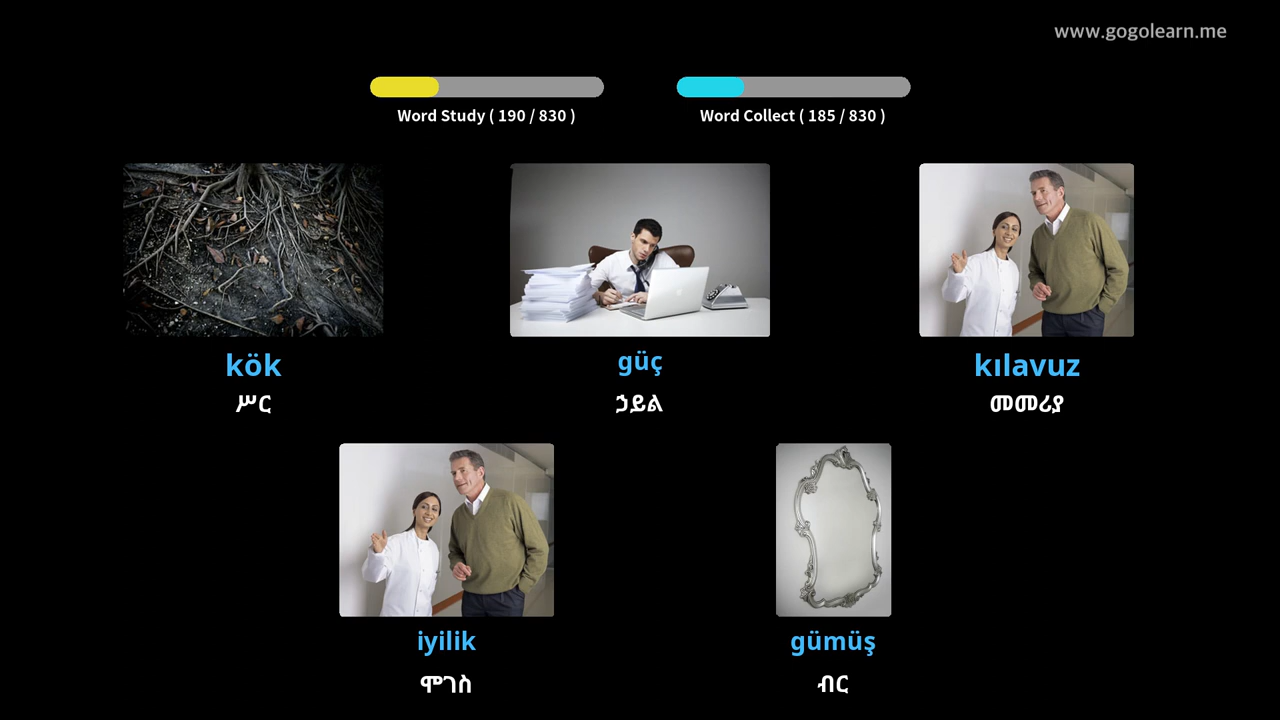 www.gogolearn.me
Word Study ( 190 / 830 )
Word Collect ( 185 / 830 )
kök
ሥር
güç
ኃይል
kılavuz
መመሪያ
iyilik
ሞገስ
gümüş
ብር